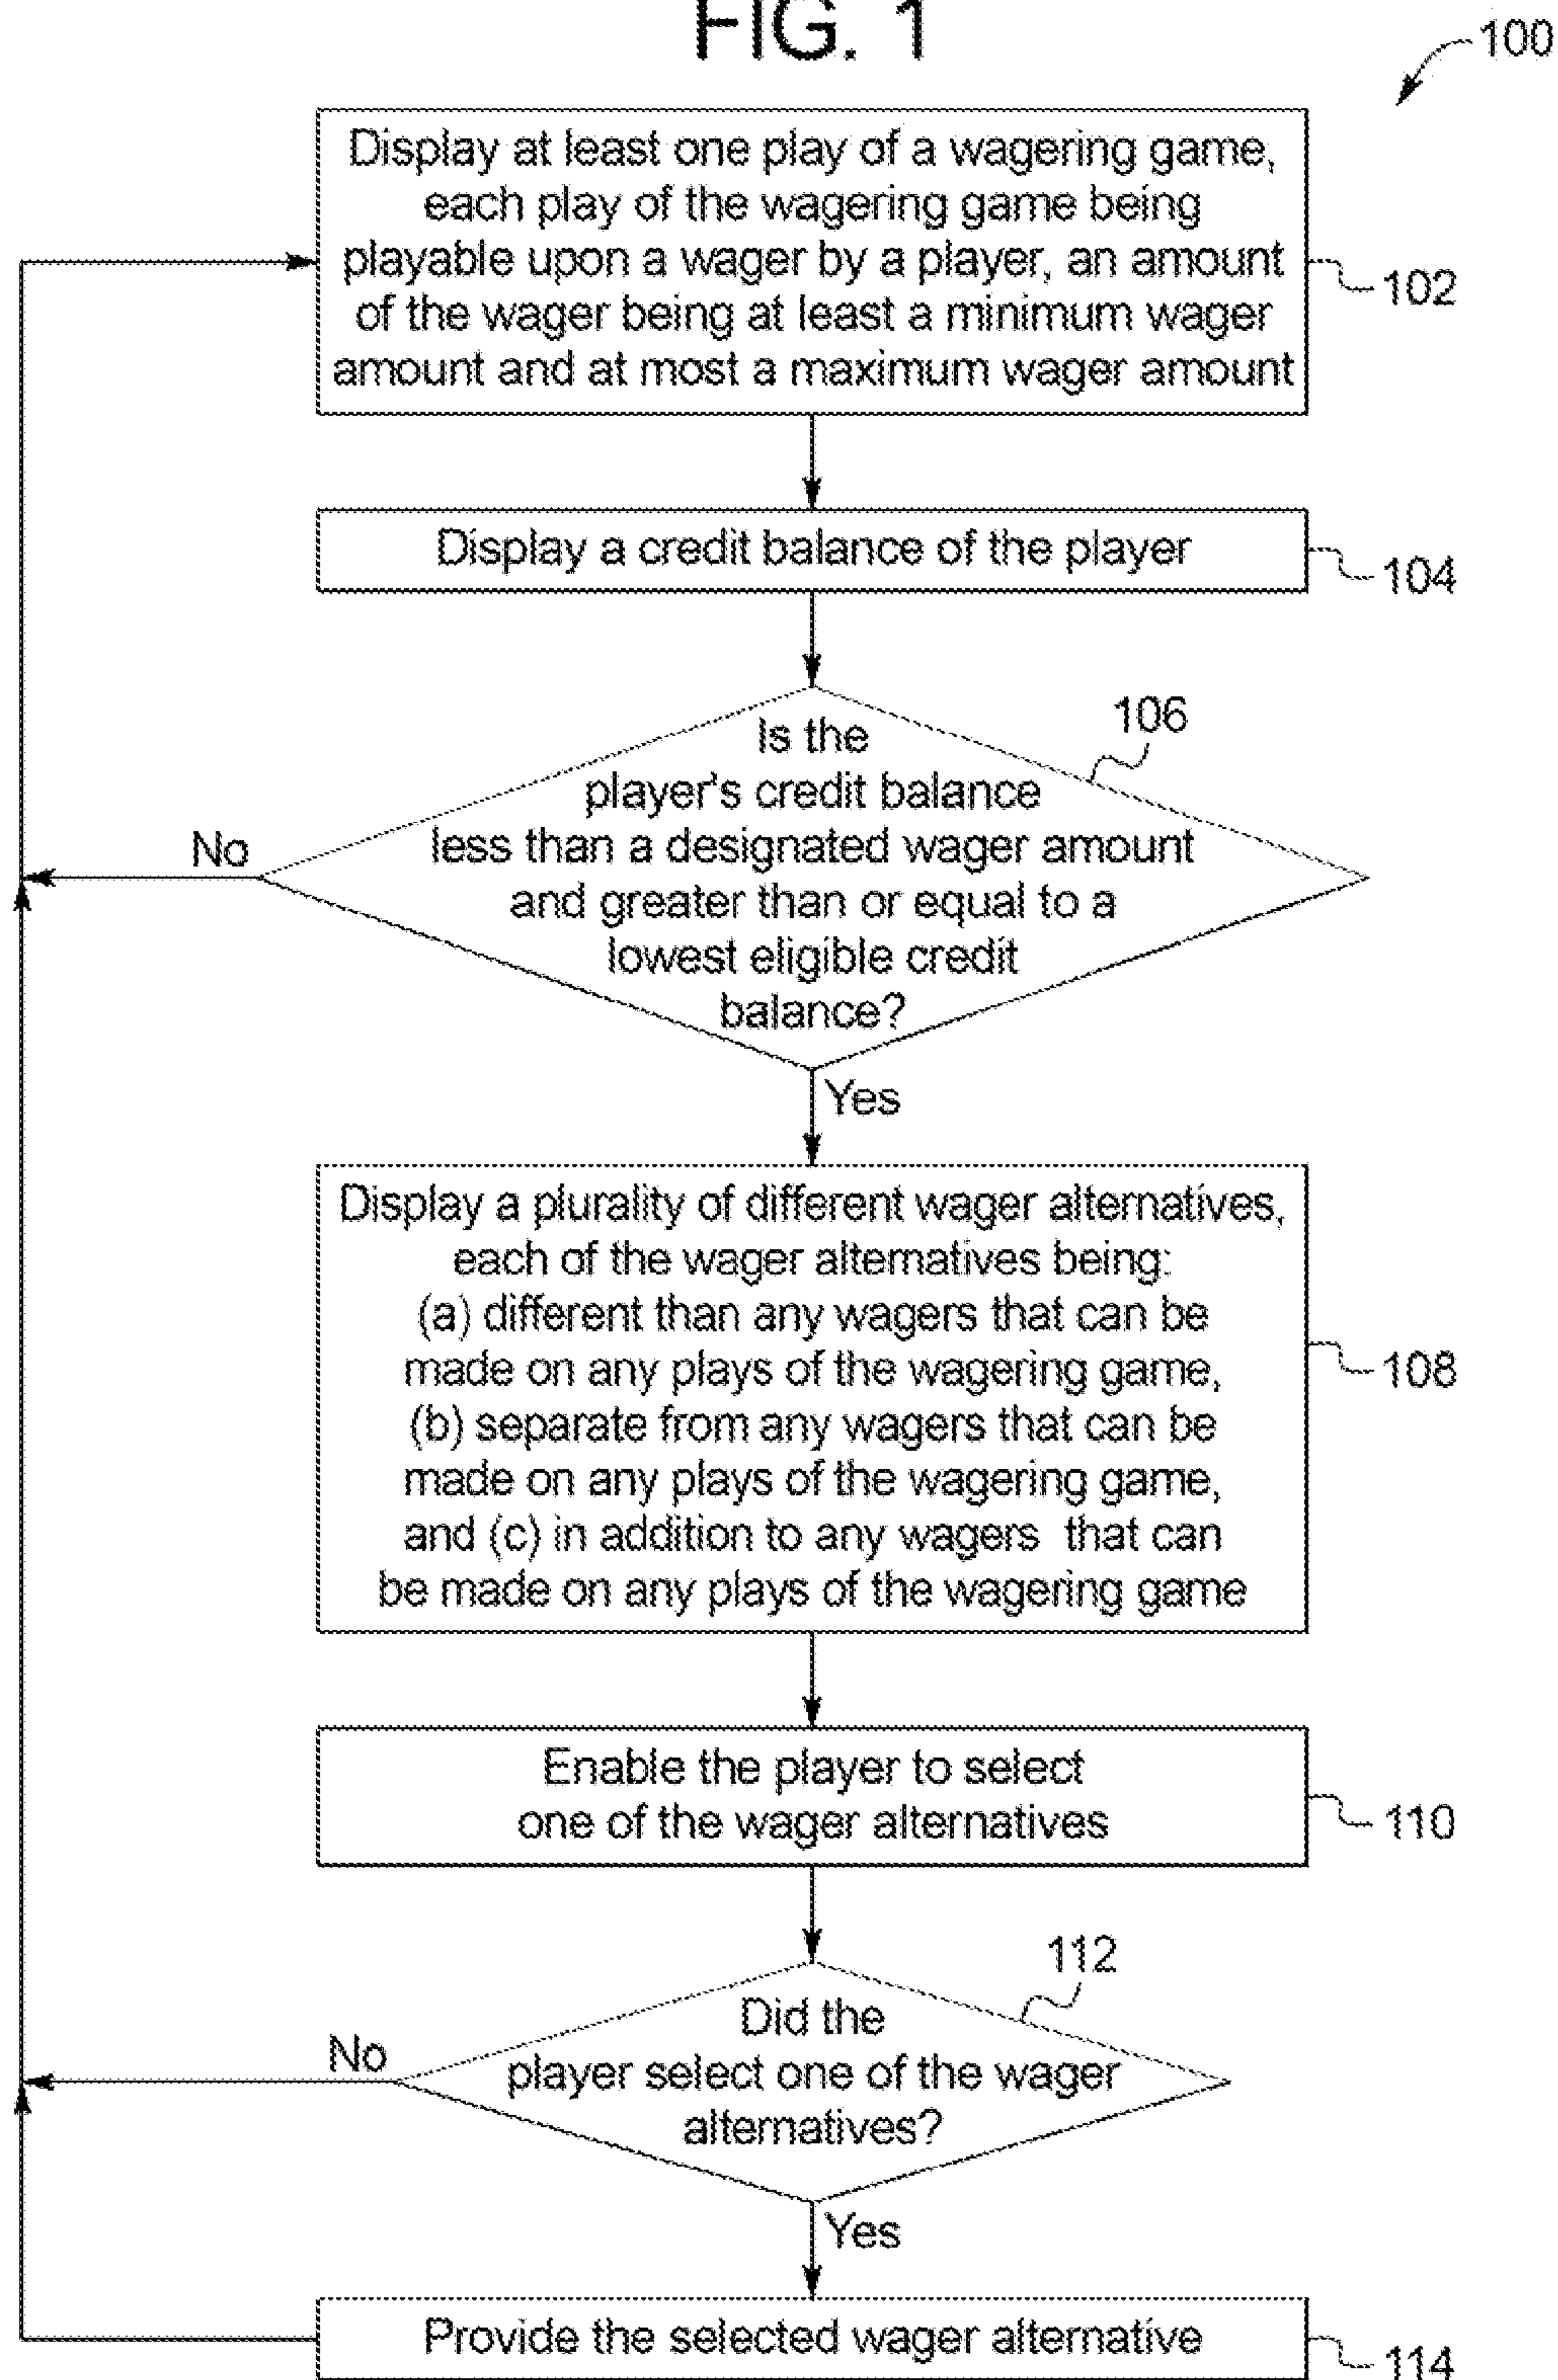 FIG. 1
100
Display at least one play of a wagering game,
each play of the wagering game being
playable upon a wager by a player, an amount
of the wager being at least a minimum wager
amount and at most a maximum wager amount
102
Display a credit balance of the player
104
106
Is the
player's credit balance
less than a designated wager amount
and greater than or equal to a
lowest eligible credit
balance?
No
Yes
Display a plurality of different wager alternatives,
each of the wager alternatives being:
(a) different than any wagers that can be
made on any plays of the wagering game,
(b) separate from any wagers that can be
made on any plays of the wagering game,
and (c) in addition to any wagers that can
be made on any plays of the wagering game
108
Enable the player to select
one of the wager alternatives
110
112
Did the
player select one of the wager
alternatives?
No
Yes
Provide the selected wager alternative
114